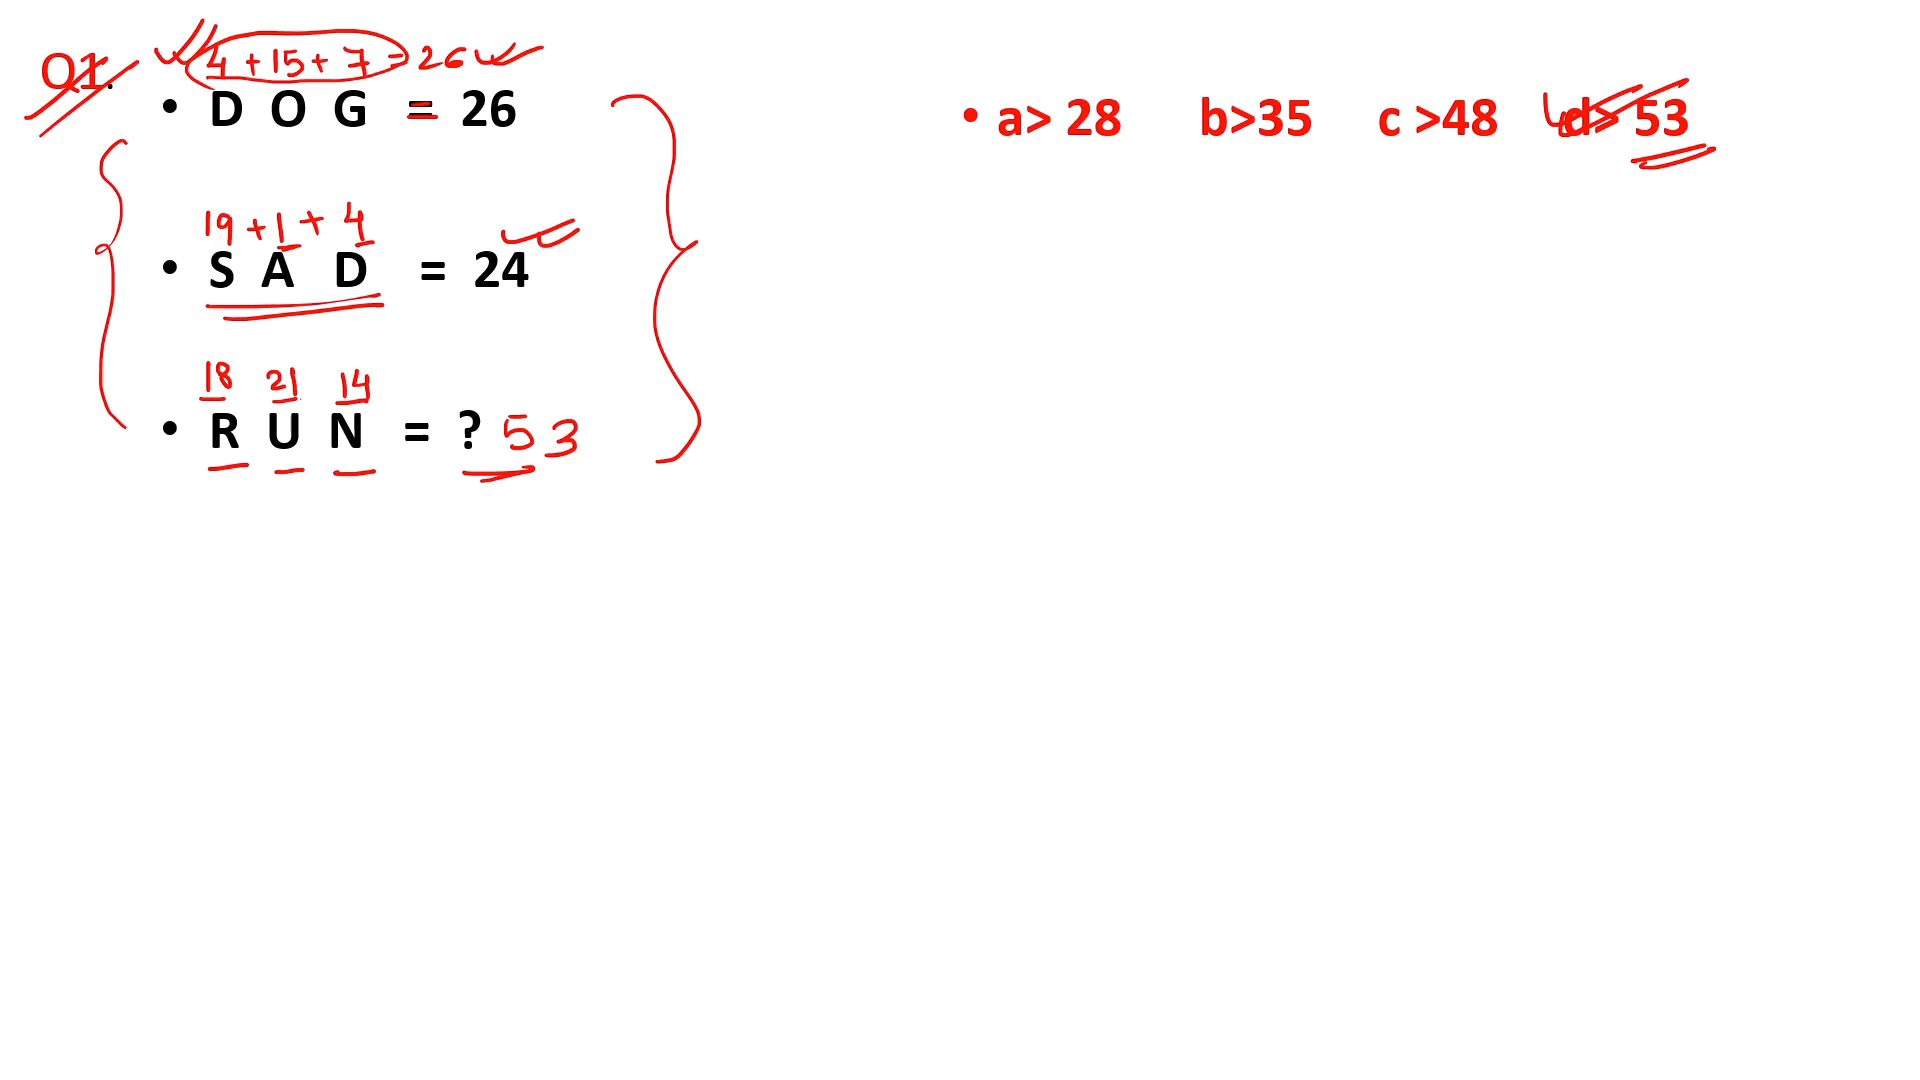 Q1.
4 + 15 + 7 = 26
• D O G = 26
19 + 1 + 4
• S A D = 24
18 21 14
• R U N = ? 53
• a> 28 b>35 c >48 d> 53